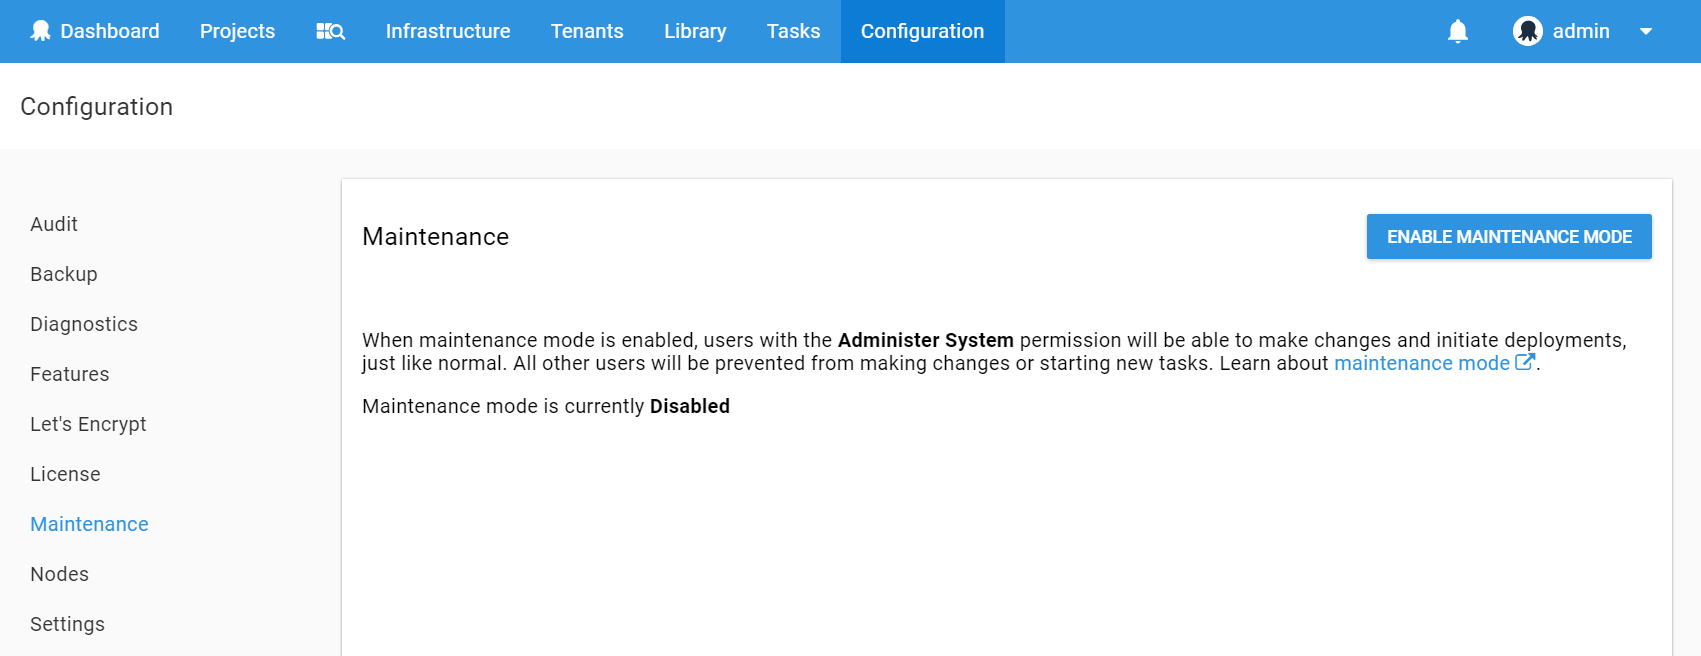 Dashboard Projects Infrastructure Tenants Library Tasks Configuration admin
Configuration
Audit
Backup
Diagnostics
Features
Let's Encrypt
License
Maintenance
Nodes
Settings
Maintenance
ENABLE MAINTENANCE MODE
When maintenance mode is enabled, users with the Administer System permission will be able to make changes and initiate deployments,
just like normal. All other users will be prevented from making changes or starting new tasks. Learn about maintenance mode.
Maintenance mode is currently Disabled